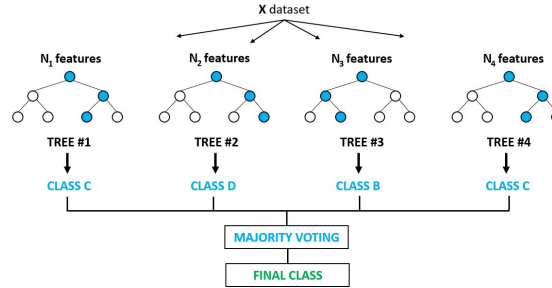 X dataset
N1 features
N2 features
N3 features
N4 features
TREE #1
TREE #2
TREE #3
TREE #4
CLASS C
CLASS D
CLASS B
CLASS C
MAJORITY VOTING
FINAL CLASS